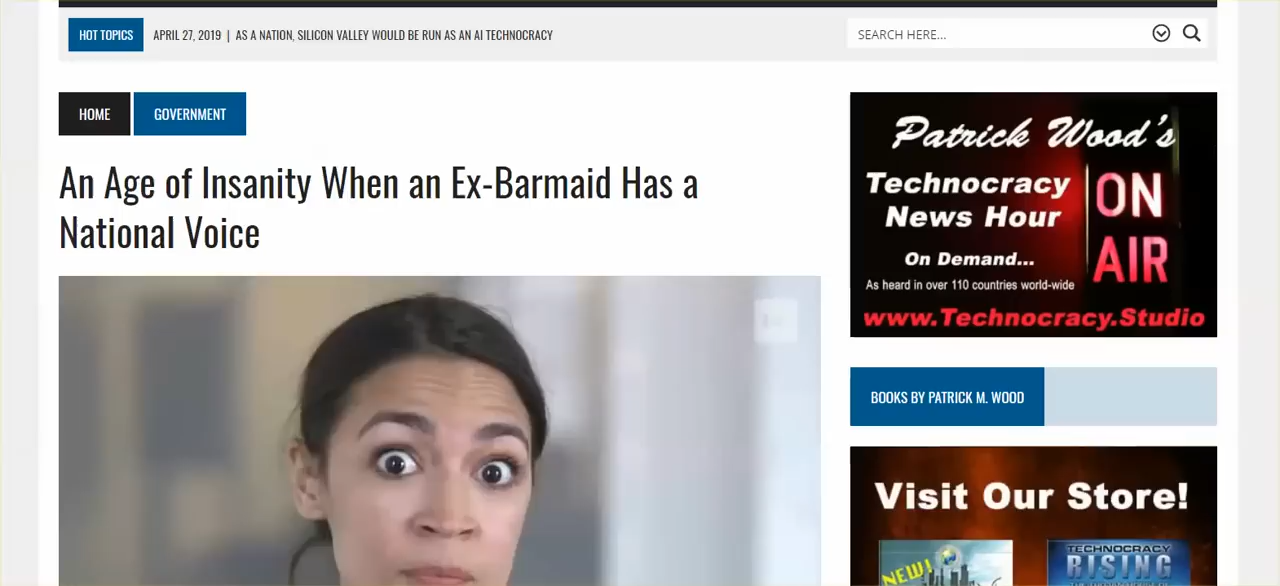 HOT TOPICS
APRIL 27, 2019 | AS A NATION, SILICON VALLEY WOULD BE RUN AS AN AI TECHNOCRACY
SEARCH HERE...
HOME
GOVERNMENT
An Age of Insanity When an Ex-Barmaid Has a
National Voice
Patrick Wood's
Technocracy
News Hour
ON
AIR
On Demand...
As heard in over 110 countries world-wide
www.Technocracy.Studio
BOOKS BY PATRICK M. WOOD
Visit Our Store!
NEW!
TECHNOCRACY
RISING